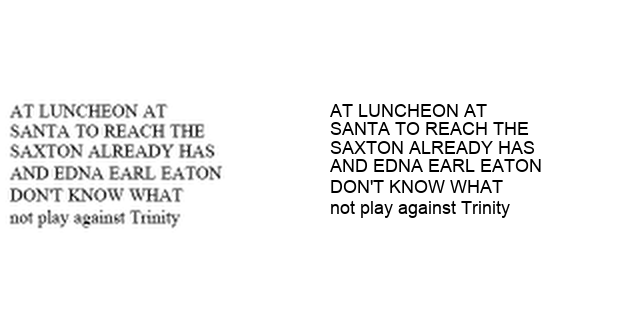 AT LUNCHEON AT
SANTA TO REACH THE
SAXTON ALREADY HAS
AND EDNA EARL EATON
DON'T KNOW WHAT
not play against Trinity
AT LUNCHEON AT
SANTA TO REACH THE
SAXTON ALREADY HAS
AND EDNA EARL EATON
DON'T KNOW WHAT
not play against Trinity